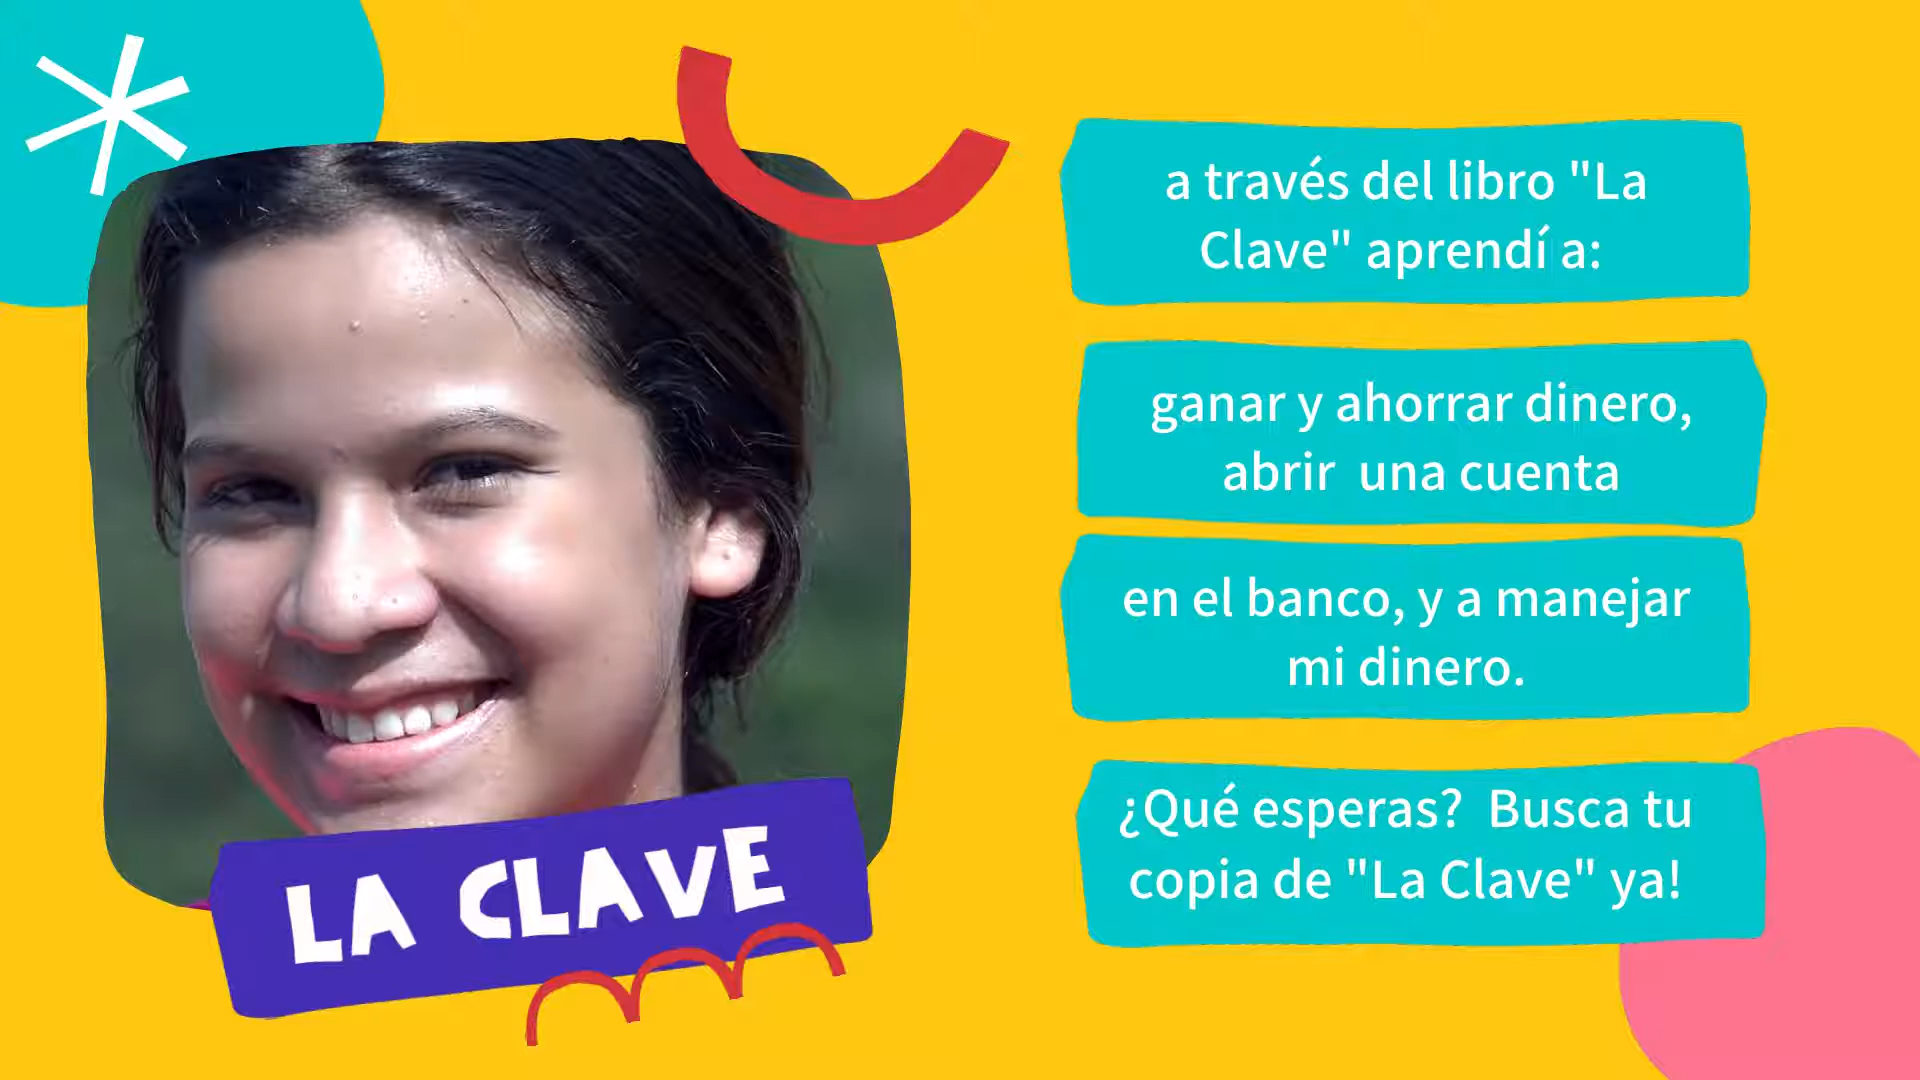 LA CLAVE
a través del libro "La
Clave" aprendí a:
ganar y ahorrar dinero,
abrir  una cuenta
en el banco, y a manejar
mi dinero.
¿Qué esperas?  Busca tu
copia de "La Clave" ya!